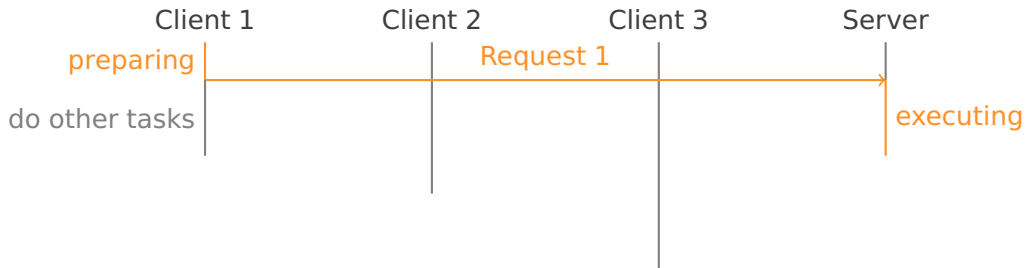 Client 1
Client 2
Client 3
Server
preparing
Request 1
do other tasks
executing